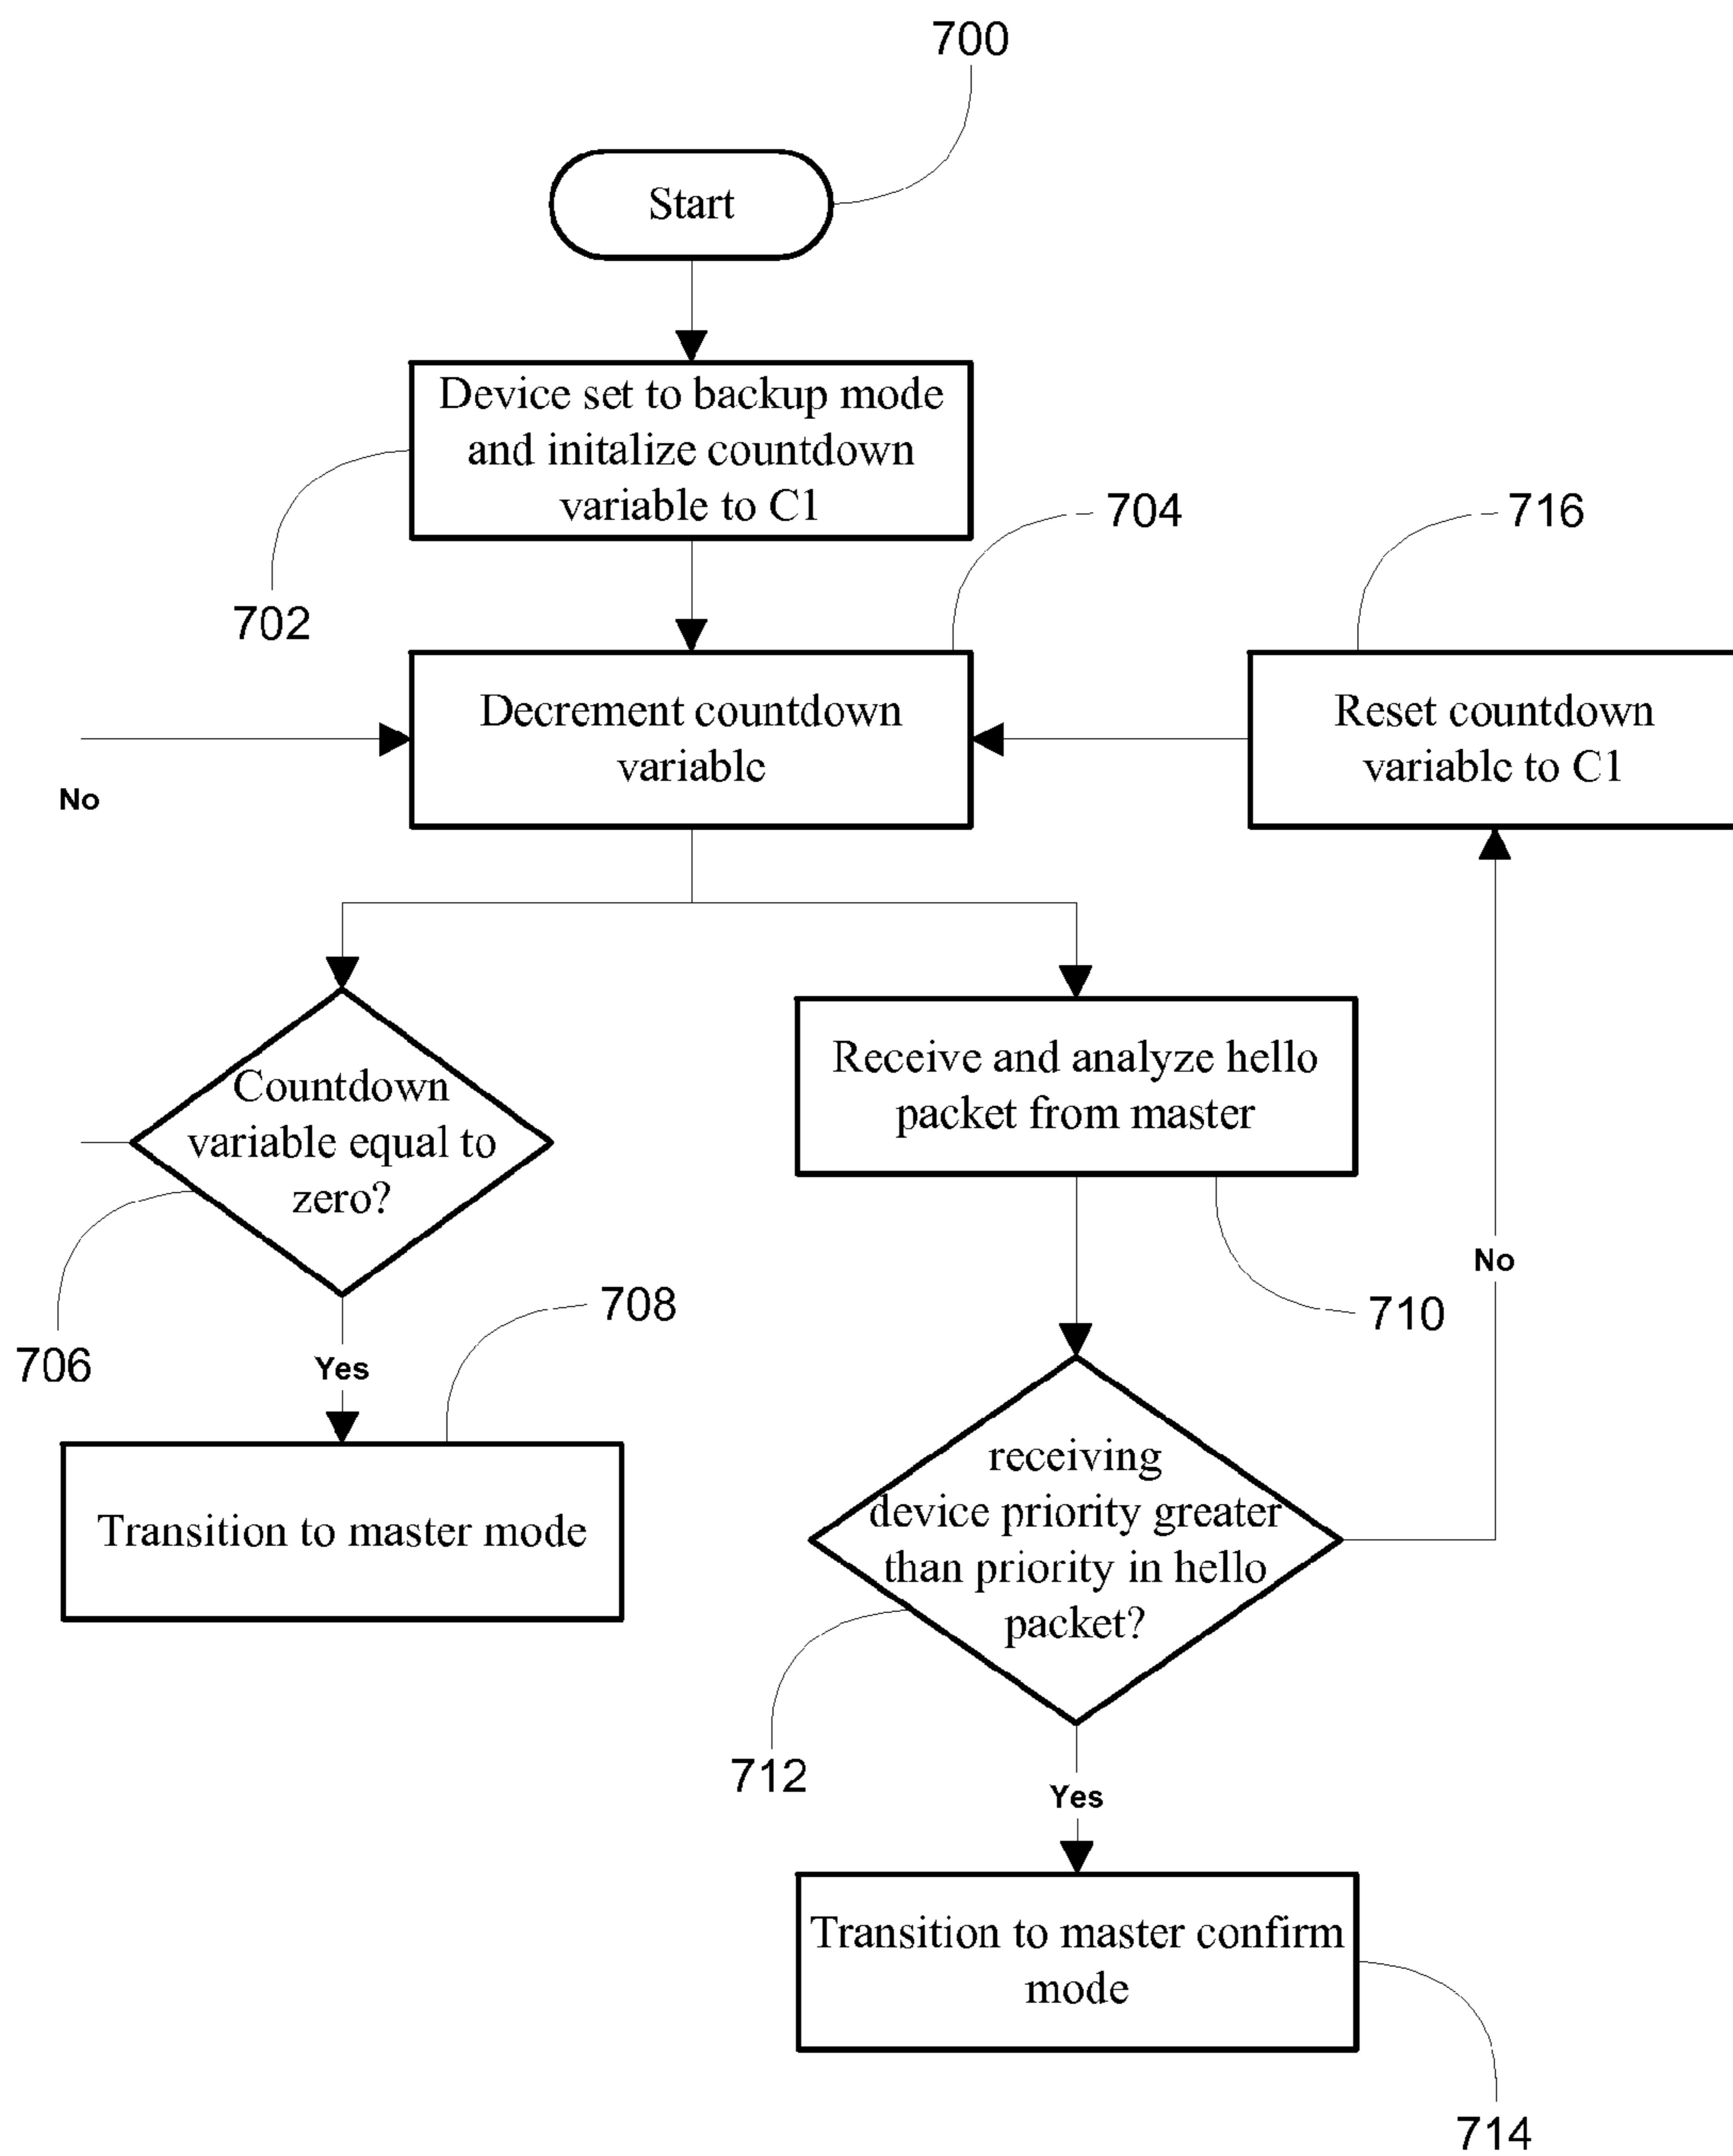 700
Start
Device set to backup mode
and initalize countdown
variable to C1
702
704
716
Decrement countdown
variable
Reset countdown
variable to C1
No
Countdown
variable equal to
zero?
706
Receive and analyze hello
packet from master
710
No
708
Yes
Transition to master mode
receiving
device priority greater
than priority in hello
packet?
712
Yes
Transition to master confirm
mode
714